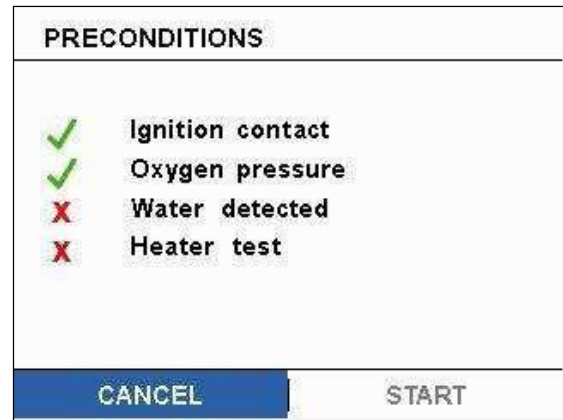 PRECONDITIONS
Ignition contact
Oxygen pressure
Water detected
Heater test
CANCEL START